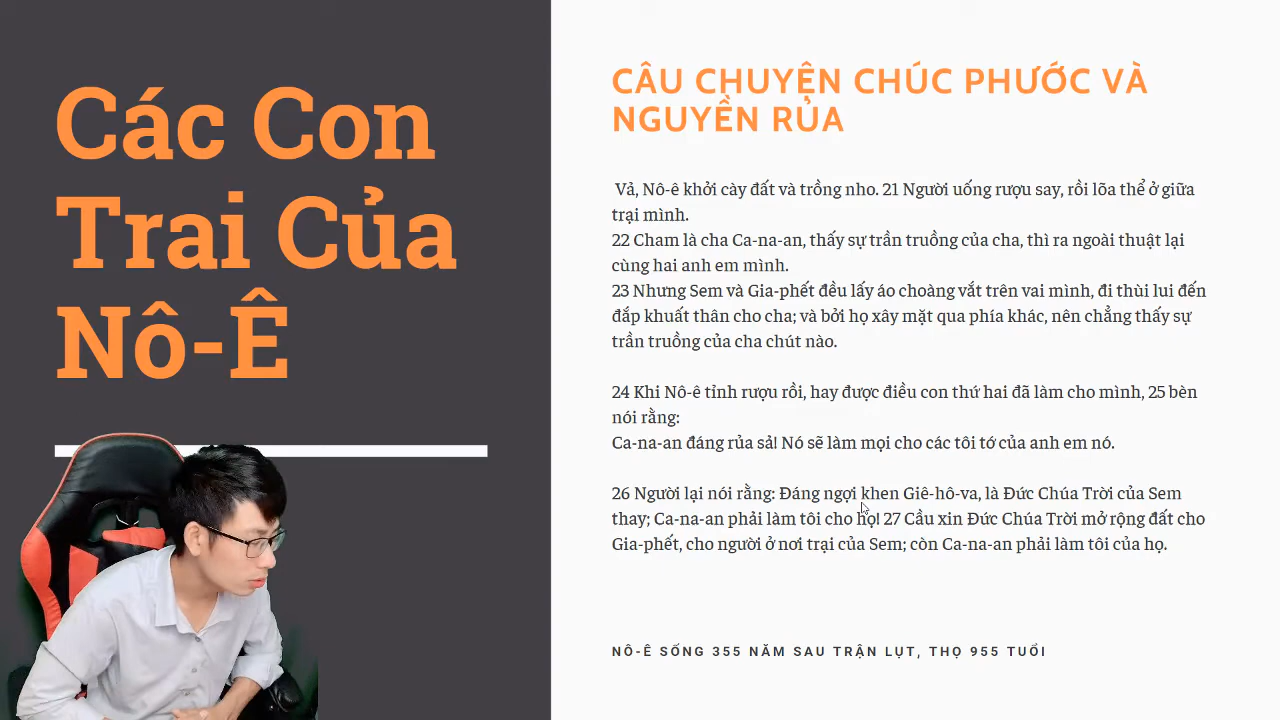 Các Con
Trai Của
Nô-Ê
CÂU CHUYỆN CHÚC PHƯỚC VÀ
NGUYỀN RỦA
Vả, Nô-ê khởi cày đất và trồng nho. 21 Người uống rượu say, rồi lõa thể ở giữa
trại mình.
22 Cham là cha Ca-na-an, thấy sự trần truồng của cha, thì ra ngoài thuật lại
cùng hai anh em mình.
23 Nhưng Sem và Gia-phết đều lấy áo choàng vắt trên vai mình, đi thùi lui đến
đắp khuất thân cho cha; và bởi họ xây mặt qua phía khác, nên chẳng thấy sự
trần truồng của cha chút nào.
24 Khi Nô-ê tỉnh rượu rồi, hay được điều con thứ hai đã làm cho mình, 25 bèn
nói rằng:
Ca-na-an đáng rủa sả! Nó sẽ làm mọi cho các tôi tớ của anh em nó.
26 Người lại nói rằng: Đáng ngợi khen Giê-hô-va, là Đức Chúa Trời của Sem
thay; Ca-na-an phải làm tôi cho họ! 27 Cầu xin Đức Chúa Trời mở rộng đất cho
Gia-phết, cho người ở nơi trại của Sem; còn Ca-na-an phải làm tôi của họ.
NÔ-Ê SỐNG 355 NĂM SAU TRẬN LỤT, THỌ 955 TUỔI